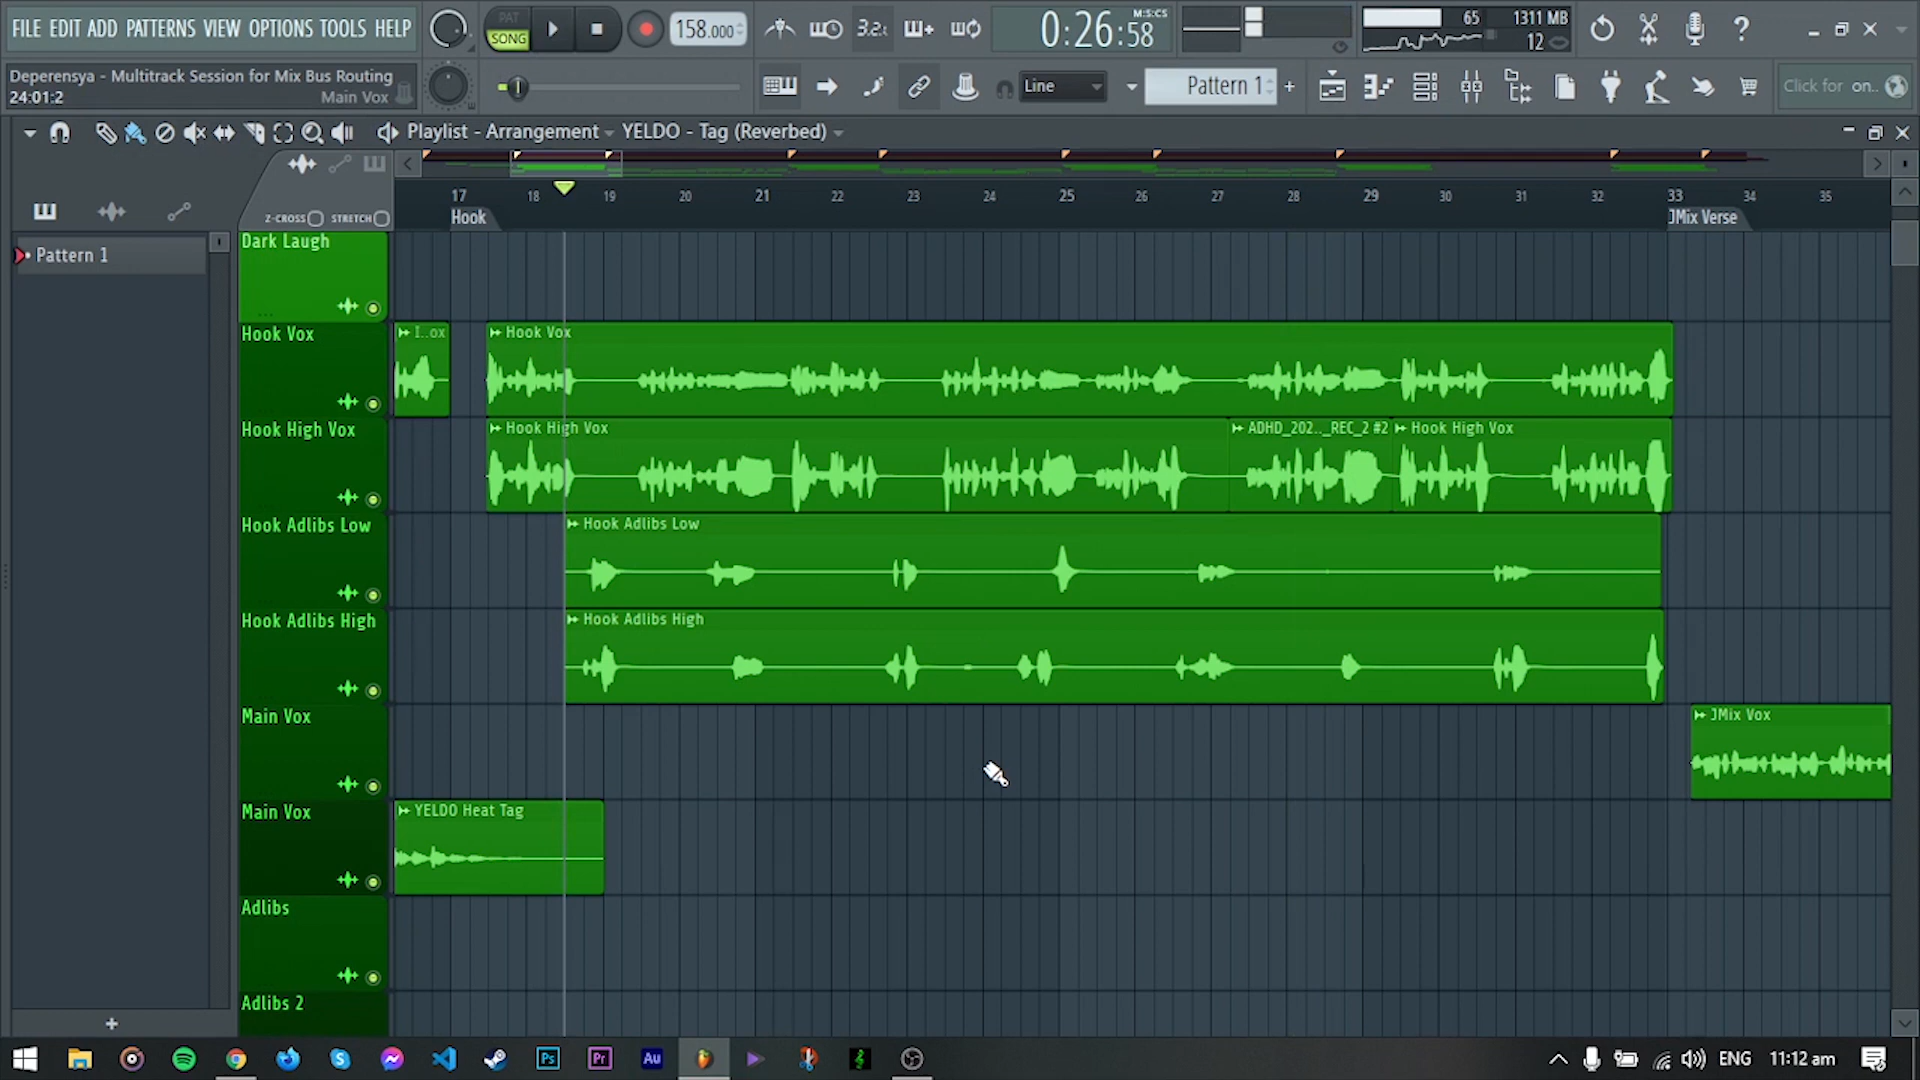 FILE EDIT ADD PATTERNS VIEW OPTIONS TOOLS HELP
PAT
SONG
158.000
3.2.
0:26:58
M:S:CS
65
1311 MB
12
Deperensya - Multitrack Session for Mix Bus Routing
24:01:2
Main Vox
Line
Pattern 1
Click for on..
Playlist - Arrangement
YELDO - Tag (Reverbed)
Z-CROSS
STRETCH
17 18 19 20 21 22 23 24 25 26 27 28 29 30 31 32 33 34 35
Hook
JMix Verse
Pattern 1
Dark Laugh
Hook Vox
I..ox
Hook Vox
Hook High Vox
Hook High Vox
ADHD_202.._REC_2 #2
Hook High Vox
Hook Adlibs Low
Hook Adlibs Low
Hook Adlibs High
Hook Adlibs High
Main Vox
JMix Vox
Main Vox
YELDO Heat Tag
Adlibs
Adlibs 2
Ps
Pr
Au
ENG
11:12 am